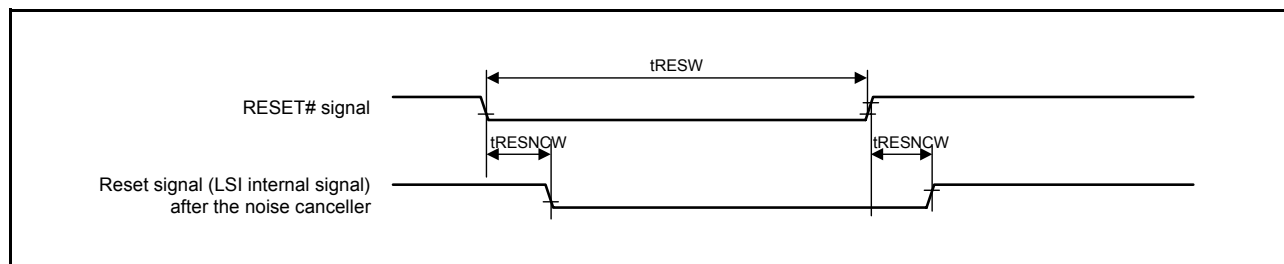 tRESW
RESET# signal
tRESNCW
tRESNCW
Reset signal (LSI internal signal)
after the noise canceller